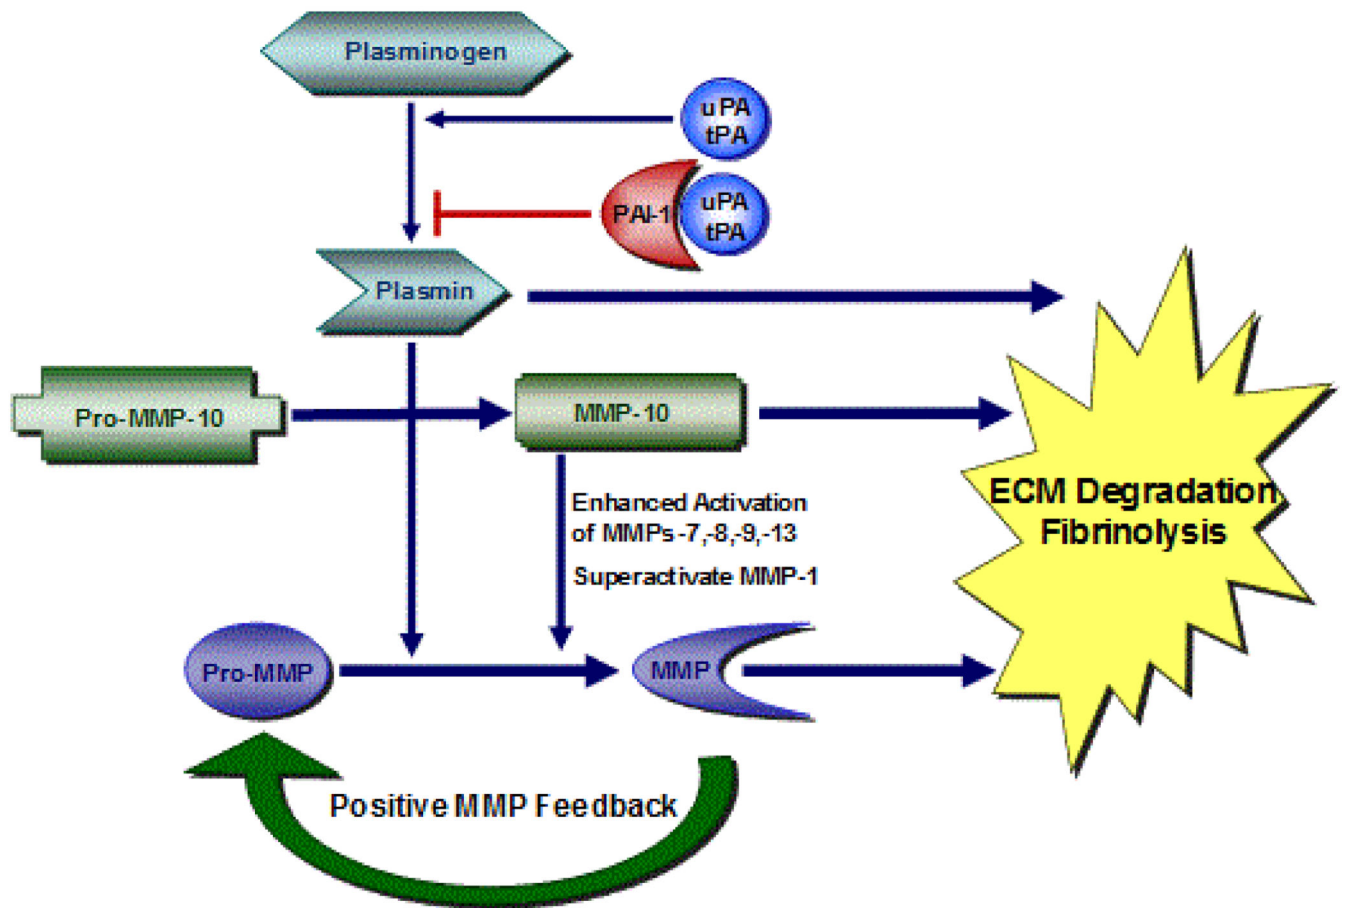 Plasminogen
uPA
tPA
PAI-1
uPA
tPA
Plasmin
Pro-MMP-10
MMP-10
ECM Degradation
Fibrinolysis
Enhanced Activation
of MMPs-7,-8,-9,-13
Superactivate MMP-1
Pro-MMP
MMP
Positive MMP Feedback